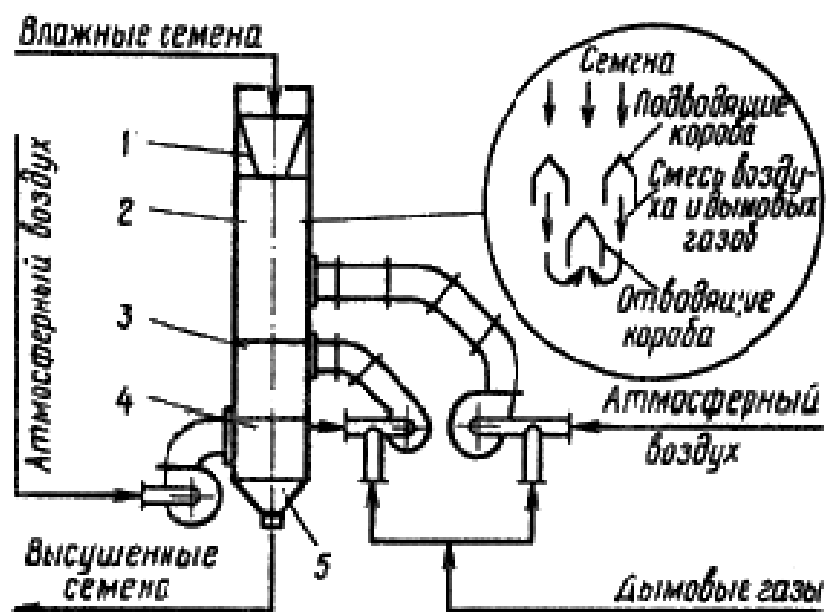 Влажные семена
Семена
Подводящие
короба
Смесь возду-
ха и дымовых
газов
Отводящие
короба
1
2
3
4
5
Атмосферный воздух
Атмосферный
воздух
Высушенные
семена
Дымовые газы